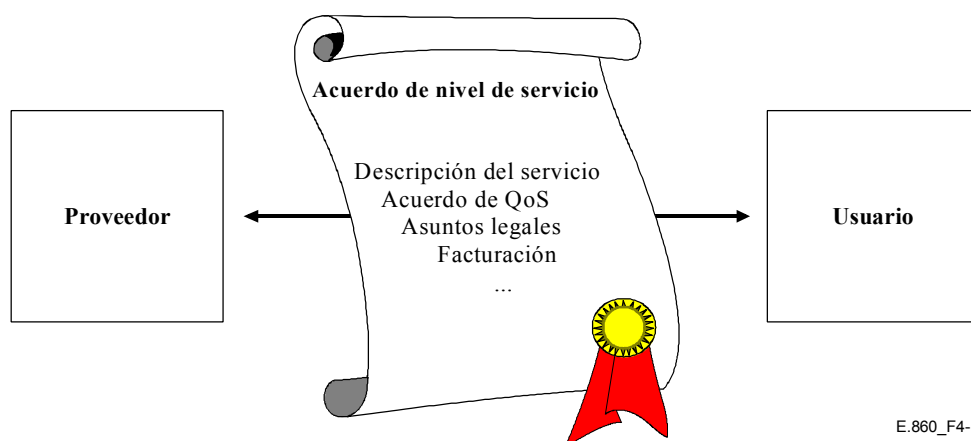 Acuerdo de nivel de servicio
Descripción del servicio
Acuerdo de QoS
Asuntos legales
Facturación
...
Proveedor
Usuario
E.860_F4-